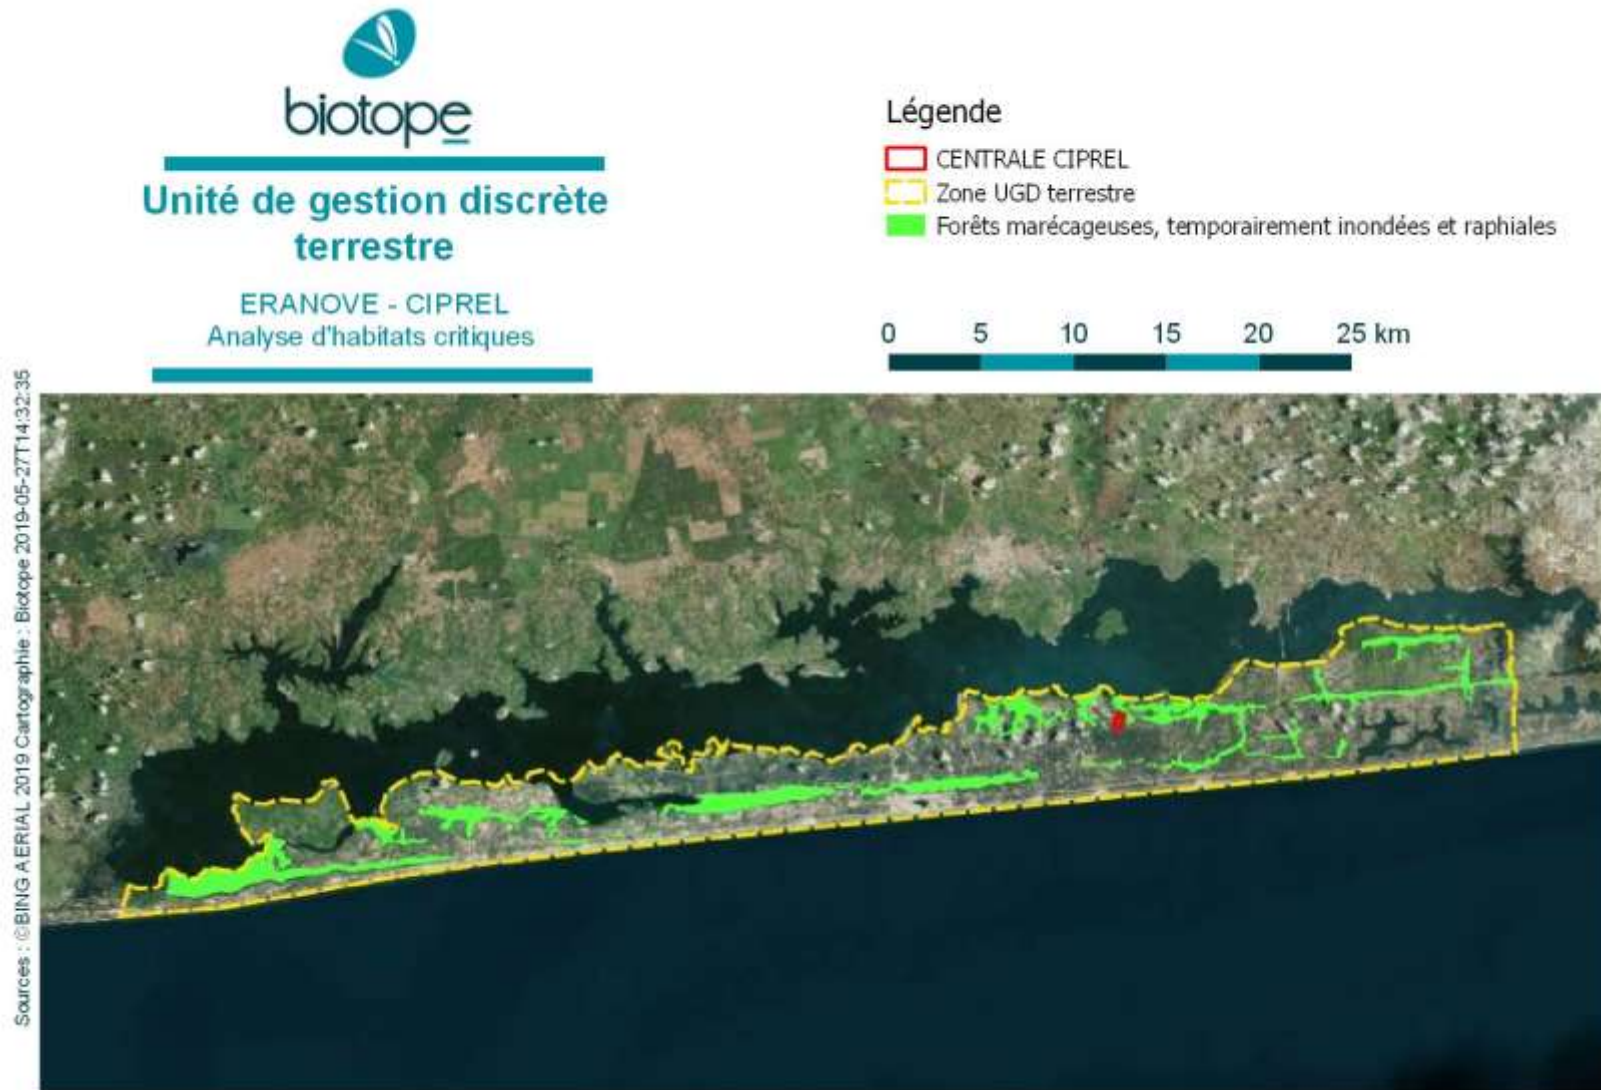 biotope
Unité de gestion discrète
terrestre
ERANOVE - CIPREL
Analyse d'habitats critiques
Légende
CENTRALE CIPREL
Zone UGD terrestre
Forêts marécageuses, temporairement inondées et raphiales
0 5 10 15 20 25 km
Sources : ©BING AERIAL 2019 Cartographie : Biotope 2019-05-27T14:32:35